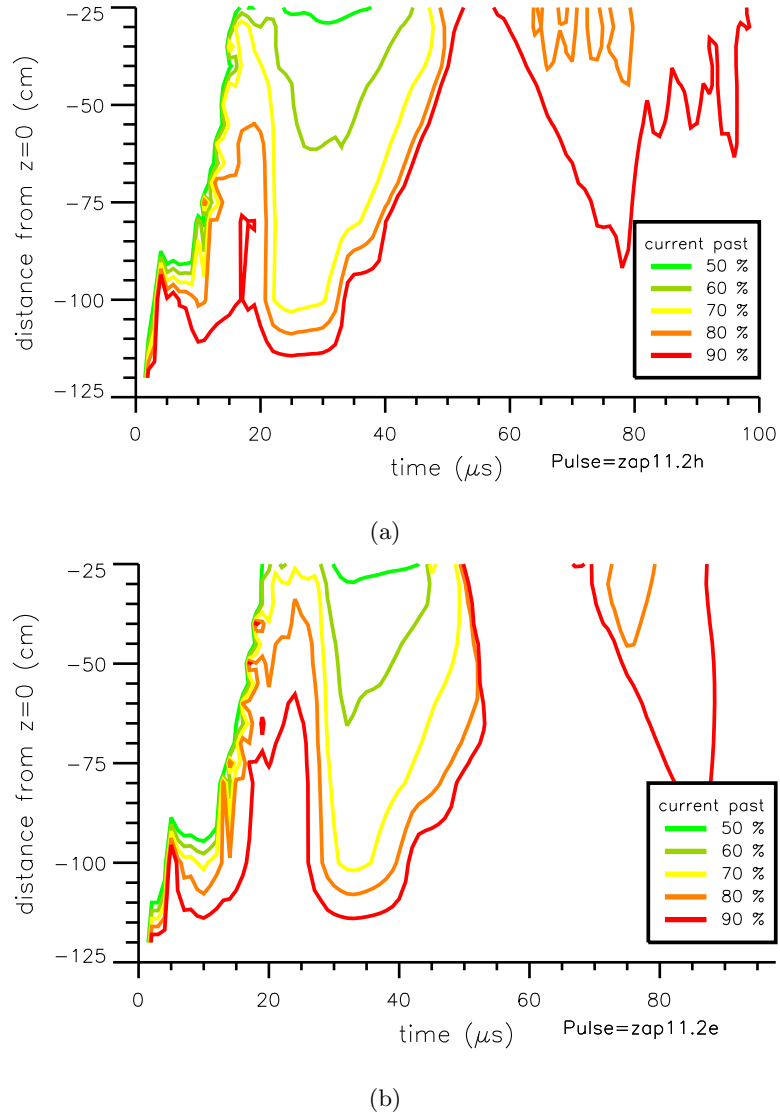 -25
-50
-75
-100
-125
distance from z=0 (cm)
current past
50 %
60 %
70 %
80 %
90 %
0 20 40 60 80 100
time (μs)
Pulse=zap11.2h
(a)
-25
-50
-75
-100
-125
distance from z=0 (cm)
current past
50 %
60 %
70 %
80 %
90 %
0 20 40 60 80
time (μs)
Pulse=zap11.2e
(b)